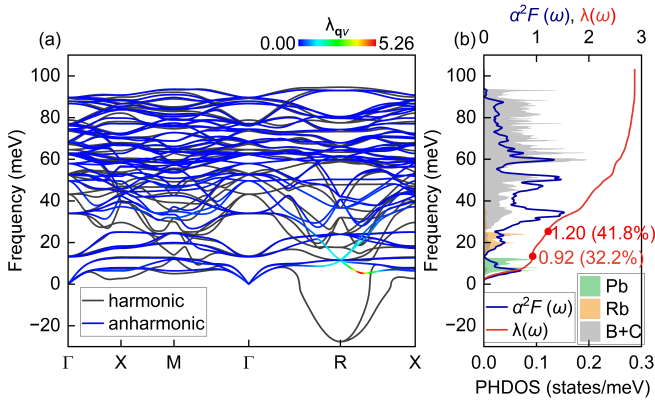 (a)
λqν
0.00
5.26
Frequency (meV)
100
80
60
40
20
0
−20
harmonic
anharmonic
Γ
X
M
Γ
R
X
(b)
α²F (ω), λ(ω)
0
1
2
3
Frequency (meV)
100
80
60
40
20
0
−20
1.20 (41.8%)
0.92 (32.2%)
α²F (ω)
λ(ω)
Pb
Rb
B+C
0.0
0.1
0.2
0.3
PHDOS (states/meV)